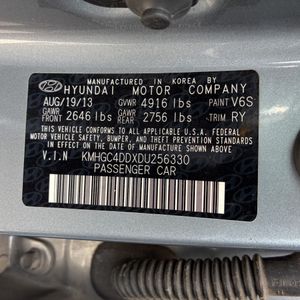 MANUFACTURED IN KOREA BY
HYUNDAI MOTOR COMPANY
AUG/19/13 GVWR 4916 lbs PAINT V6S
GAWR FRONT 2646 lbs GAWR REAR 2756 lbs TRIM RY
THIS VEHICLE CONFORMS TO ALL APPLICABLE FEDERAL
MOTOR VEHICLE SAFETY, BUMPER, AND
THEFT PREVENTION STANDARDS IN EFFECT ON
THE DATE OF MANUFACTURE SHOWN ABOVE.
V.I.N KMHGC4DDXDU256330
PASSENGER CAR